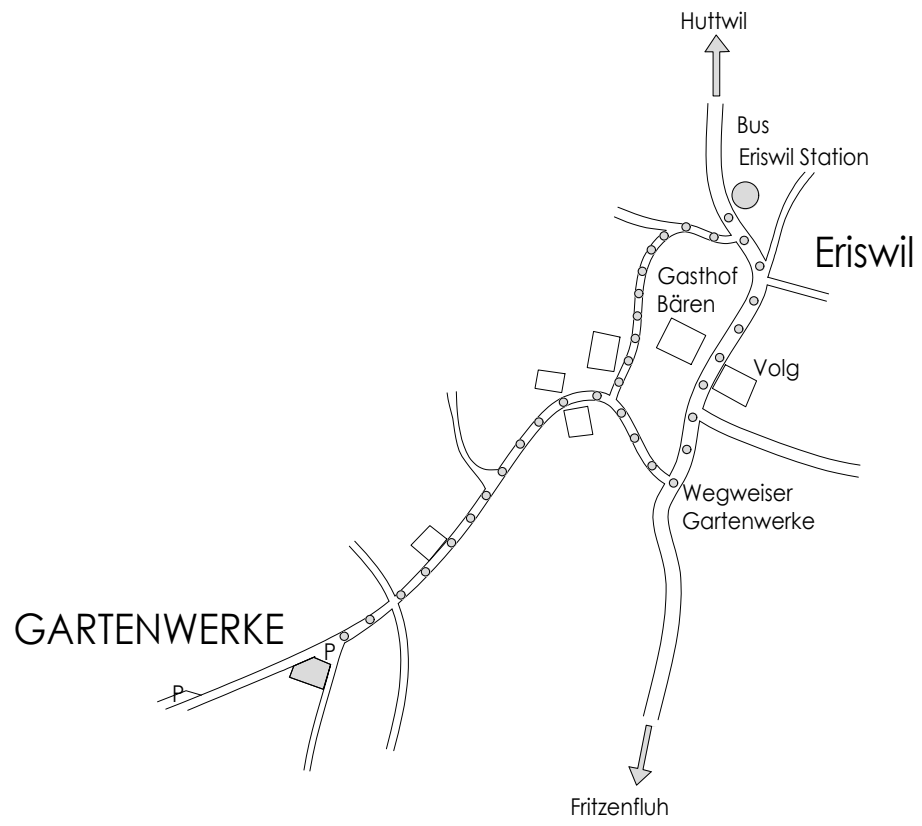 Huttwil
Bus
Eriswil Station
Eriswil
Gasthof
Bären
Volg
Wegweiser
Gartenwerke
GARTENWERKE
P
P
Fritzenfluh